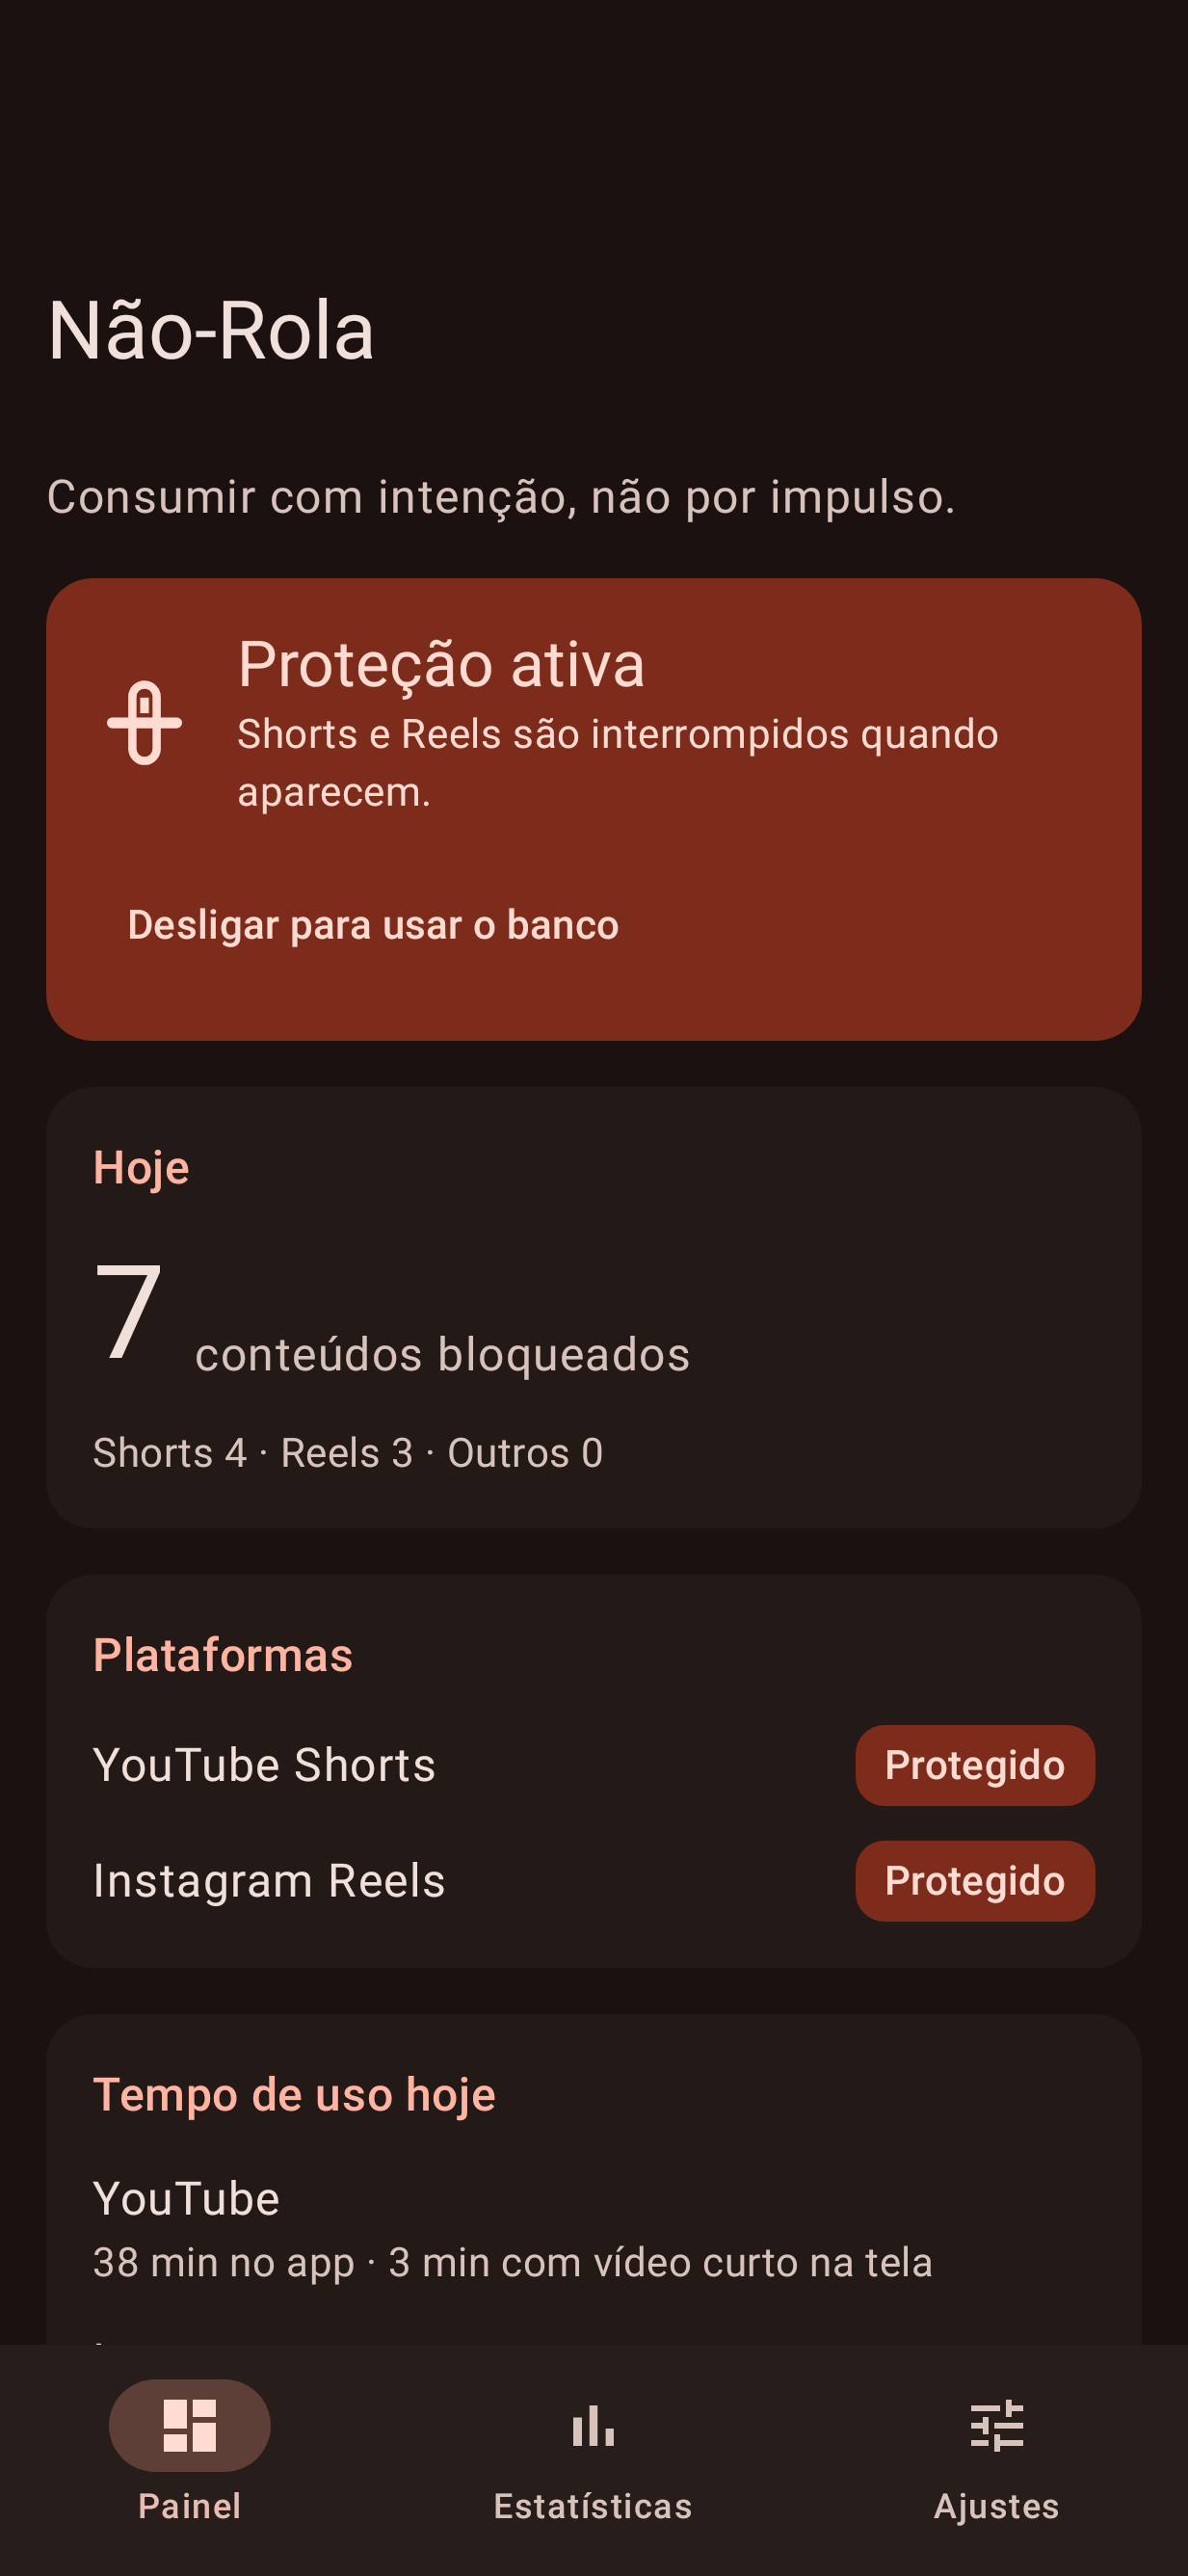 Não-Rola
Consumir com intenção, não por impulso.
Proteção ativa
Shorts e Reels são interrompidos quando
aparecem.
Desligar para usar o banco
Hoje
7 conteúdos bloqueados
Shorts 4 · Reels 3 · Outros 0
Plataformas
YouTube Shorts Protegido
Instagram Reels Protegido
Tempo de uso hoje
YouTube
38 min no app · 3 min com vídeo curto na tela
Painel Estatísticas Ajustes